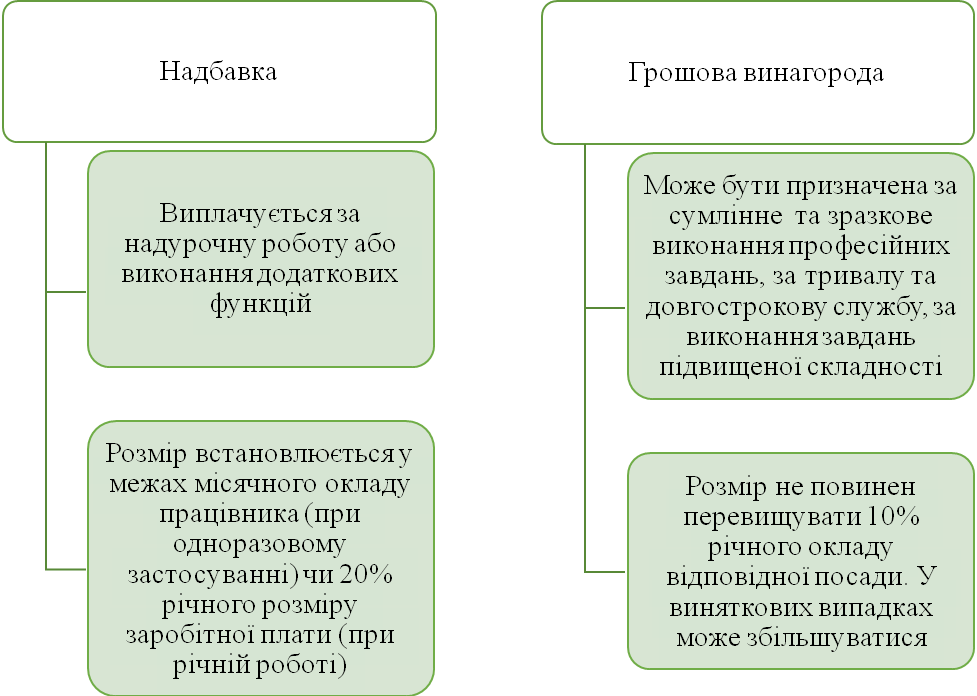 Надбавка
Виплачується за
надурочну роботу або
виконання додаткових
функцій
Розмір встановлюється у
межах місячного окладу
працівника (при
одноразовому
застосуванні) чи 20%
річного розміру
заробітної плати (при
річній роботі)
Грошова винагорода
Може бути призначена за
сумлінне та зразкове
виконання професійних
завдань, за тривалу та
довгострокову службу, за
виконання завдань
підвищеної складності
Розмір не повинен
перевищувати 10%
річного окладу
відповідної посади. У
виняткових випадках
може збільшуватися